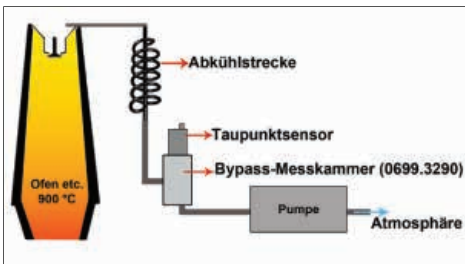 Abkühlstrecke
Taupunktsensor
Bypass-Messkammer (0699.3290)
Ofen etc.
900 °C
Pumpe
Atmosphäre